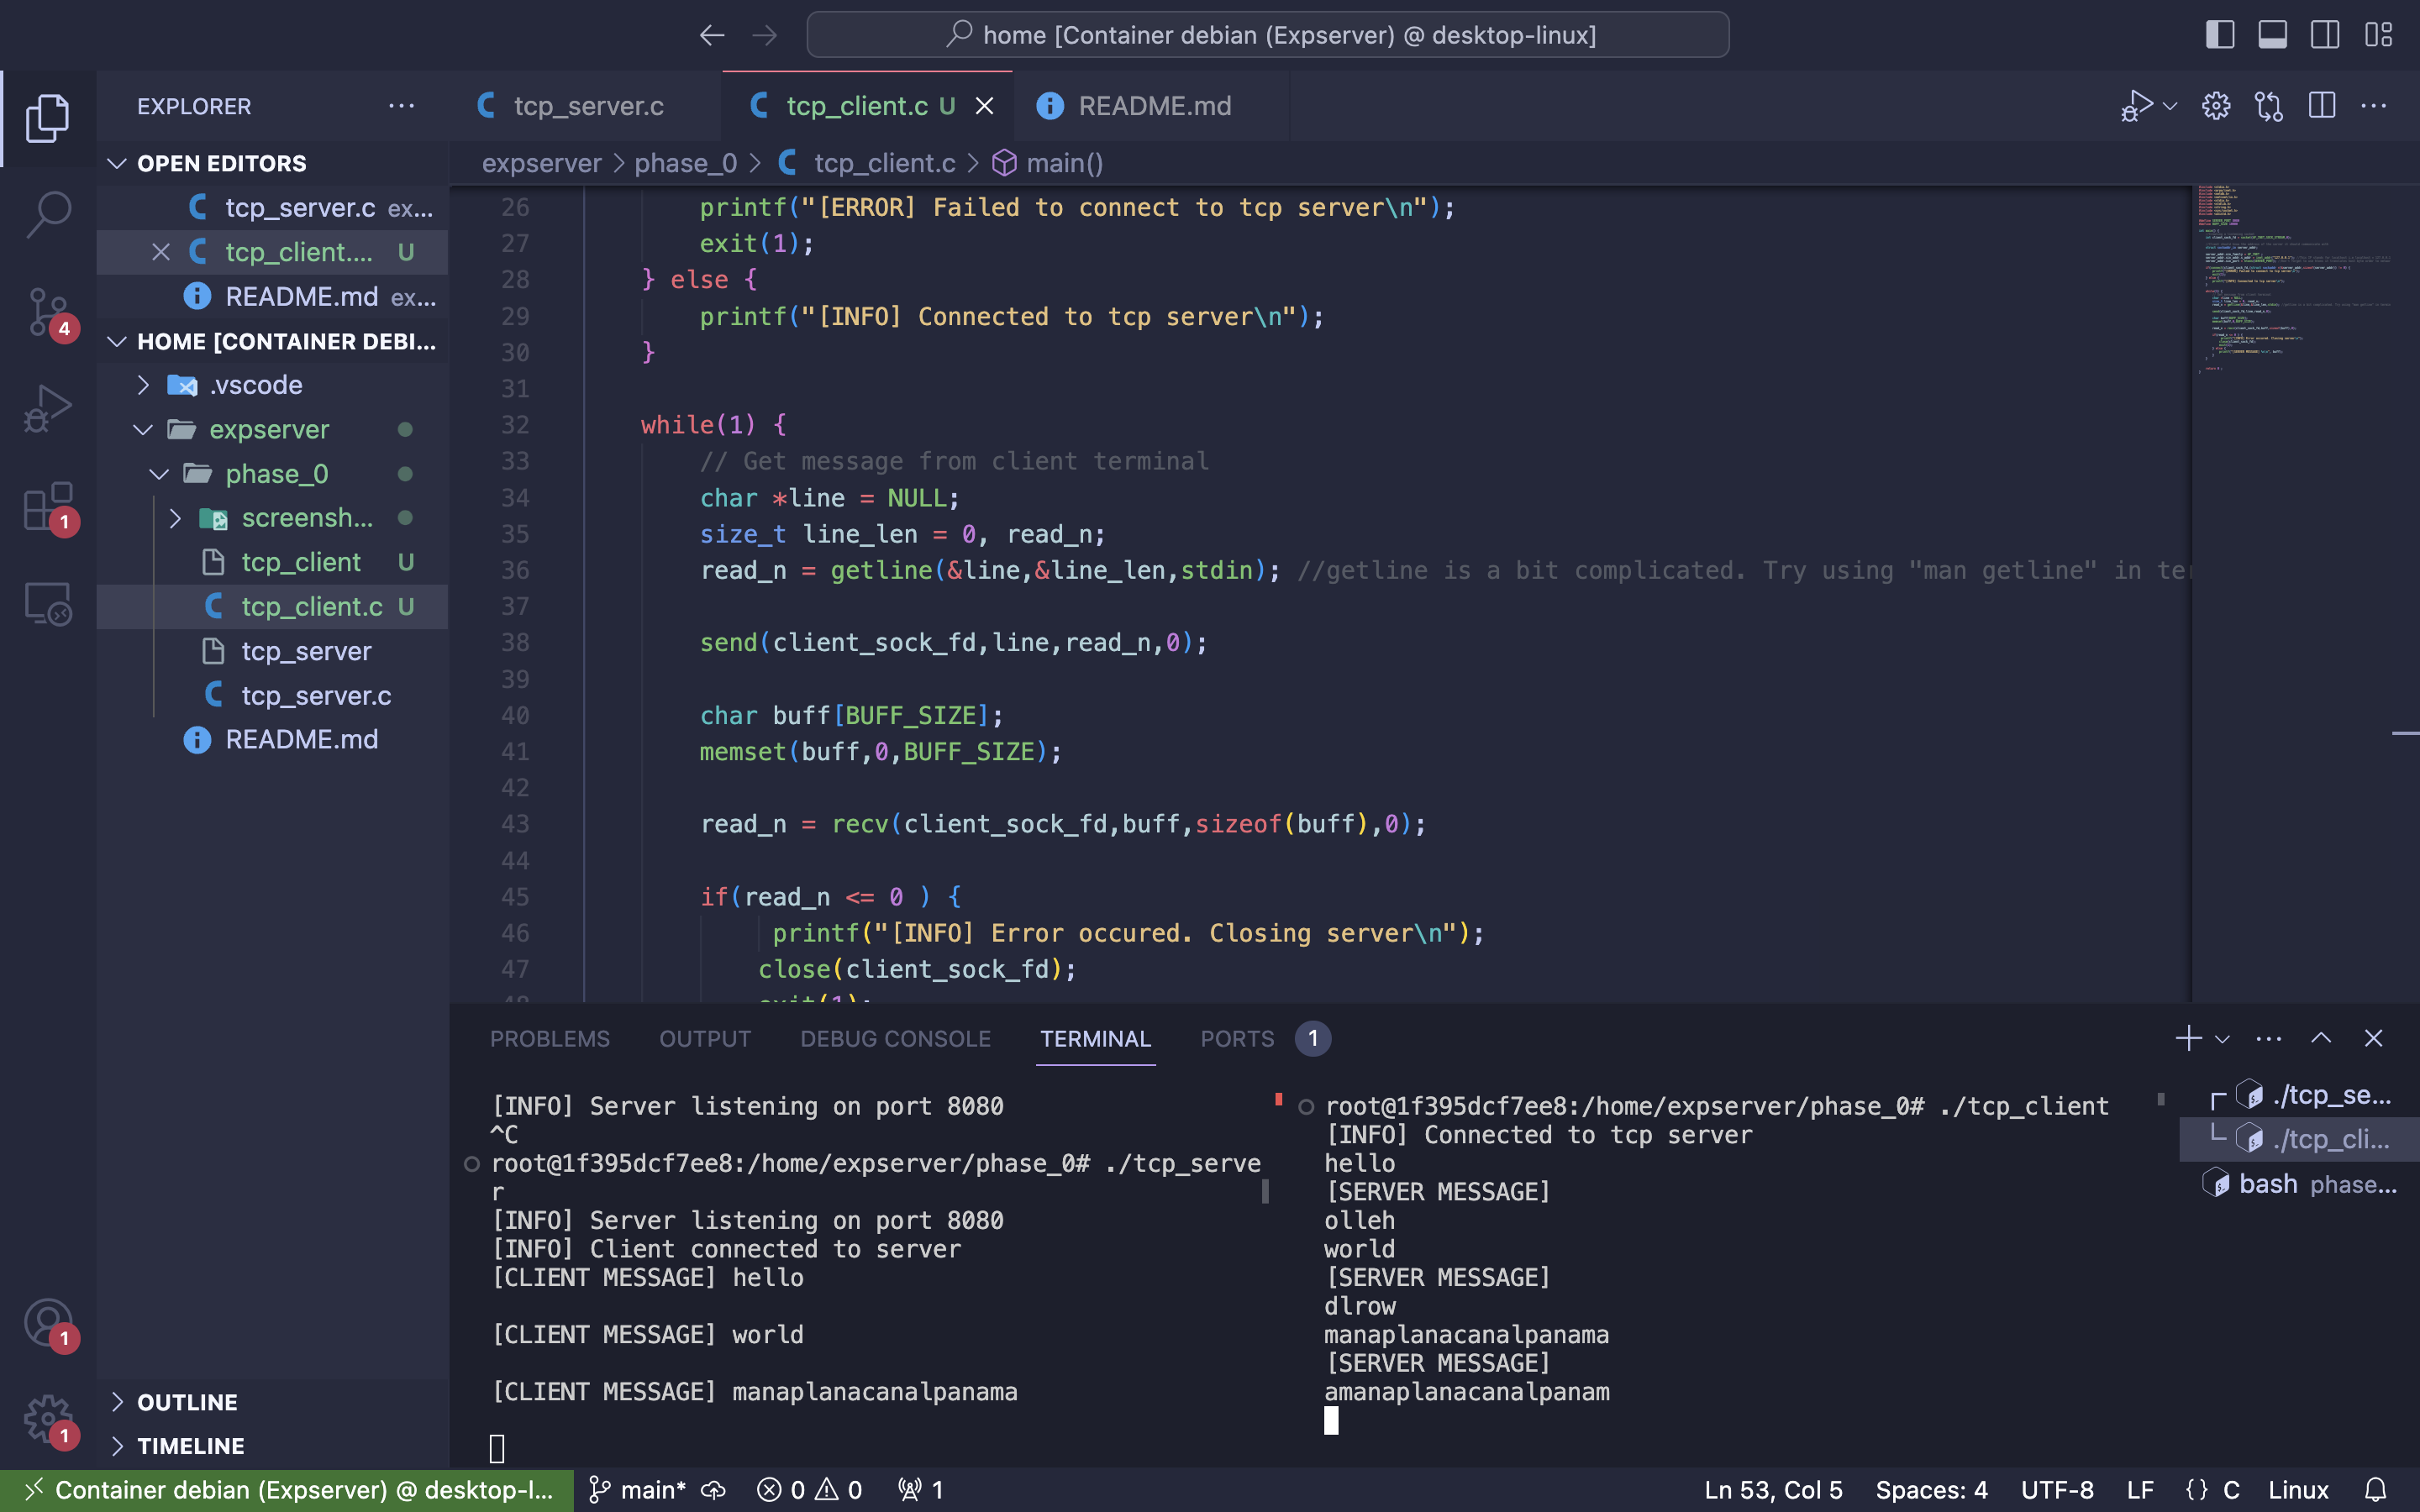 home [Container debian (Expserver) @ desktop-linux]
EXPLORER
OPEN EDITORS
tcp_server.c ex...
tcp_client.... U
README.md ex...
HOME [CONTAINER DEBI...
.vscode
expserver
phase_0
screensh...
tcp_client U
tcp_client.c U
tcp_server
tcp_server.c
README.md
OUTLINE
TIMELINE
4
1
1
1
tcp_server.c
tcp_client.c U
README.md
expserver > phase_0 > tcp_client.c > main()
26 printf("[ERROR] Failed to connect to tcp server\n");
27 exit(1);
28 } else {
29 printf("[INFO] Connected to tcp server\n");
30 }
31
32 while(1) {
33 // Get message from client terminal
34 char *line = NULL;
35 size_t line_len = 0, read_n;
36 read_n = getline(&line,&line_len,stdin); //getline is a bit complicated. Try using "man getline" in te
37
38 send(client_sock_fd,line,read_n,0);
39
40 char buff[BUFF_SIZE];
41 memset(buff,0,BUFF_SIZE);
42
43 read_n = recv(client_sock_fd,buff,sizeof(buff),0);
44
45 if(read_n <= 0 ) {
46 printf("[INFO] Error occured. Closing server\n");
47 close(client_sock_fd);
48 exit(1);
PROBLEMS OUTPUT DEBUG CONSOLE TERMINAL PORTS 1
[INFO] Server listening on port 8080
^C
root@1f395dcf7ee8:/home/expserver/phase_0# ./tcp_serve
r
[INFO] Server listening on port 8080
[INFO] Client connected to server
[CLIENT MESSAGE] hello
[CLIENT MESSAGE] world
[CLIENT MESSAGE] manaplanacanalpanama
root@1f395dcf7ee8:/home/expserver/phase_0# ./tcp_client
[INFO] Connected to tcp server
hello
[SERVER MESSAGE]
olleh
world
[SERVER MESSAGE]
dlrow
manaplanacanalpanama
[SERVER MESSAGE]
amanaplanacanalpanam
./tcp_se...
./tcp_cli...
bash phase...
Container debian (Expserver) @ desktop-l... main* 0 0 1 Ln 53, Col 5 Spaces: 4 UTF-8 LF {} C Linux